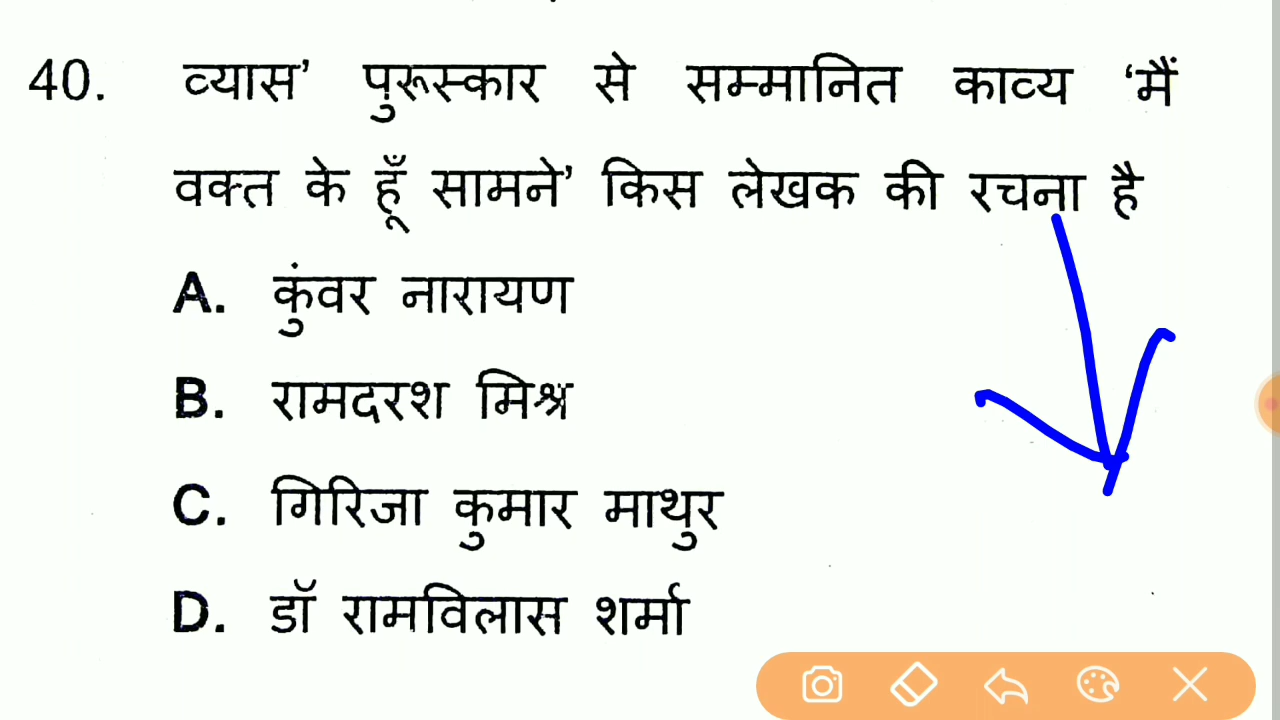 40. व्यास’ पुरूस्कार से सम्मानित काव्य ‘मैं
वक्त के हूँ सामने’ किस लेखक की रचना है
A. कुंवर नारायण
B. रामदरश मिश्र
C. गिरिजा कुमार माथुर
D. डॉ रामविलास शर्मा